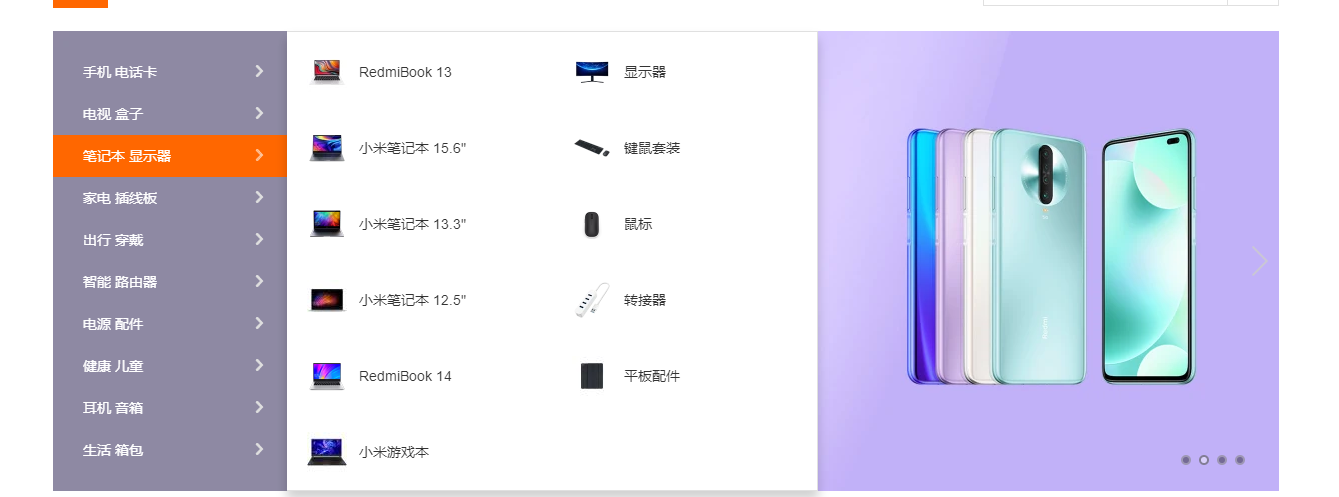 手机 电话卡
电视 盒子
笔记本 显示器
家电 插线板
出行 穿戴
智能 路由器
电源 配件
健康 儿童
耳机 音箱
生活 箱包
RedmiBook 13
小米笔记本 15.6"
小米笔记本 13.3"
小米笔记本 12.5"
RedmiBook 14
小米游戏本
显示器
键鼠套装
鼠标
转接器
平板配件
Redmi